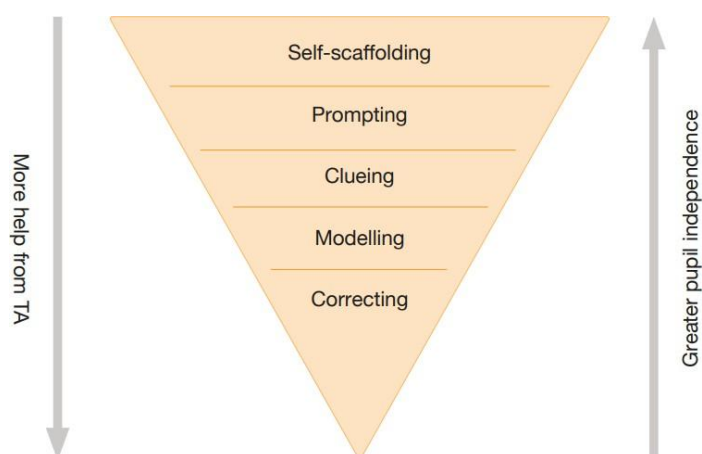 Self-scaffolding
Prompting
Clueing
Modelling
Correcting
More help from TA
Greater pupil independence